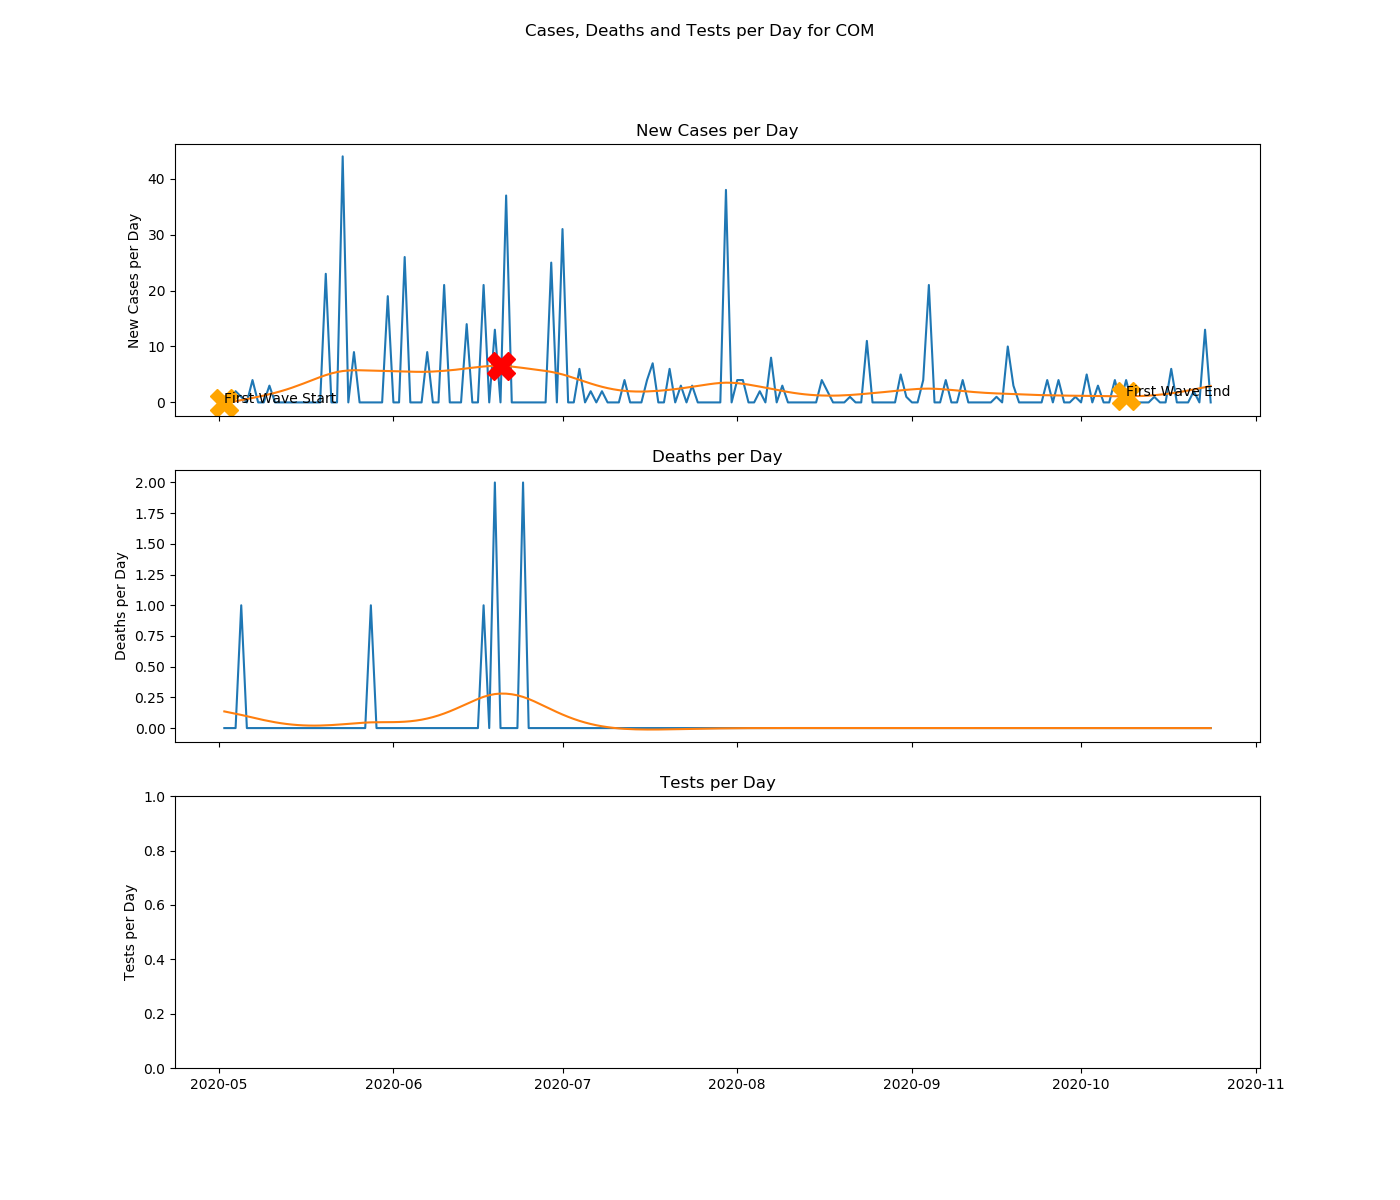 Cases, Deaths and Tests per Day for COM
New Cases per Day
New Cases per Day
40
30
20
10
0
First Wave Start
First Wave End
Deaths per Day
Deaths per Day
2.00
1.75
1.50
1.25
1.00
0.75
0.50
0.25
0.00
Tests per Day
Tests per Day
1.0
0.8
0.6
0.4
0.2
0.0
2020-05 2020-06 2020-07 2020-08 2020-09 2020-10 2020-11